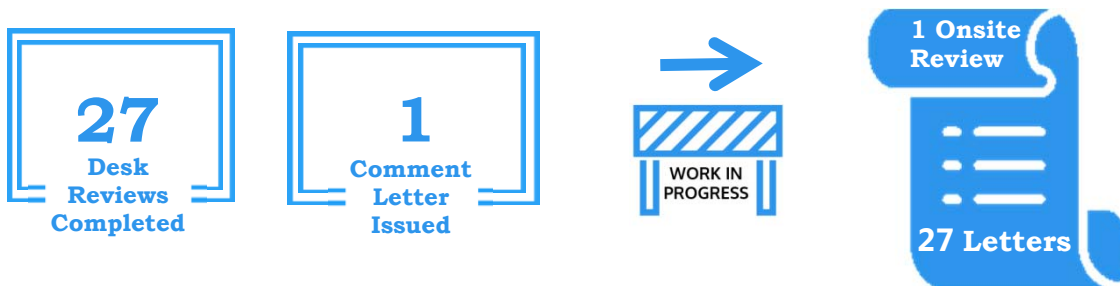 27
Desk
Reviews
Completed
1
Comment
Letter
Issued
WORK IN
PROGRESS
1 Onsite
Review
27 Letters